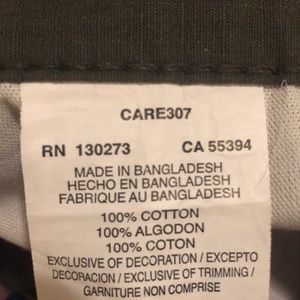 CARE307
RN 130273 CA 55394
MADE IN BANGLADESH
HECHO EN BANGLADESH
FABRIQUE AU BANGLADESH
100% COTTON
100% ALGODON
100% COTON
EXCLUSIVE OF DECORATION / EXCEPTO
DECORACION / EXCLUSIVE OF TRIMMING /
GARNITURE NON COMPRISE